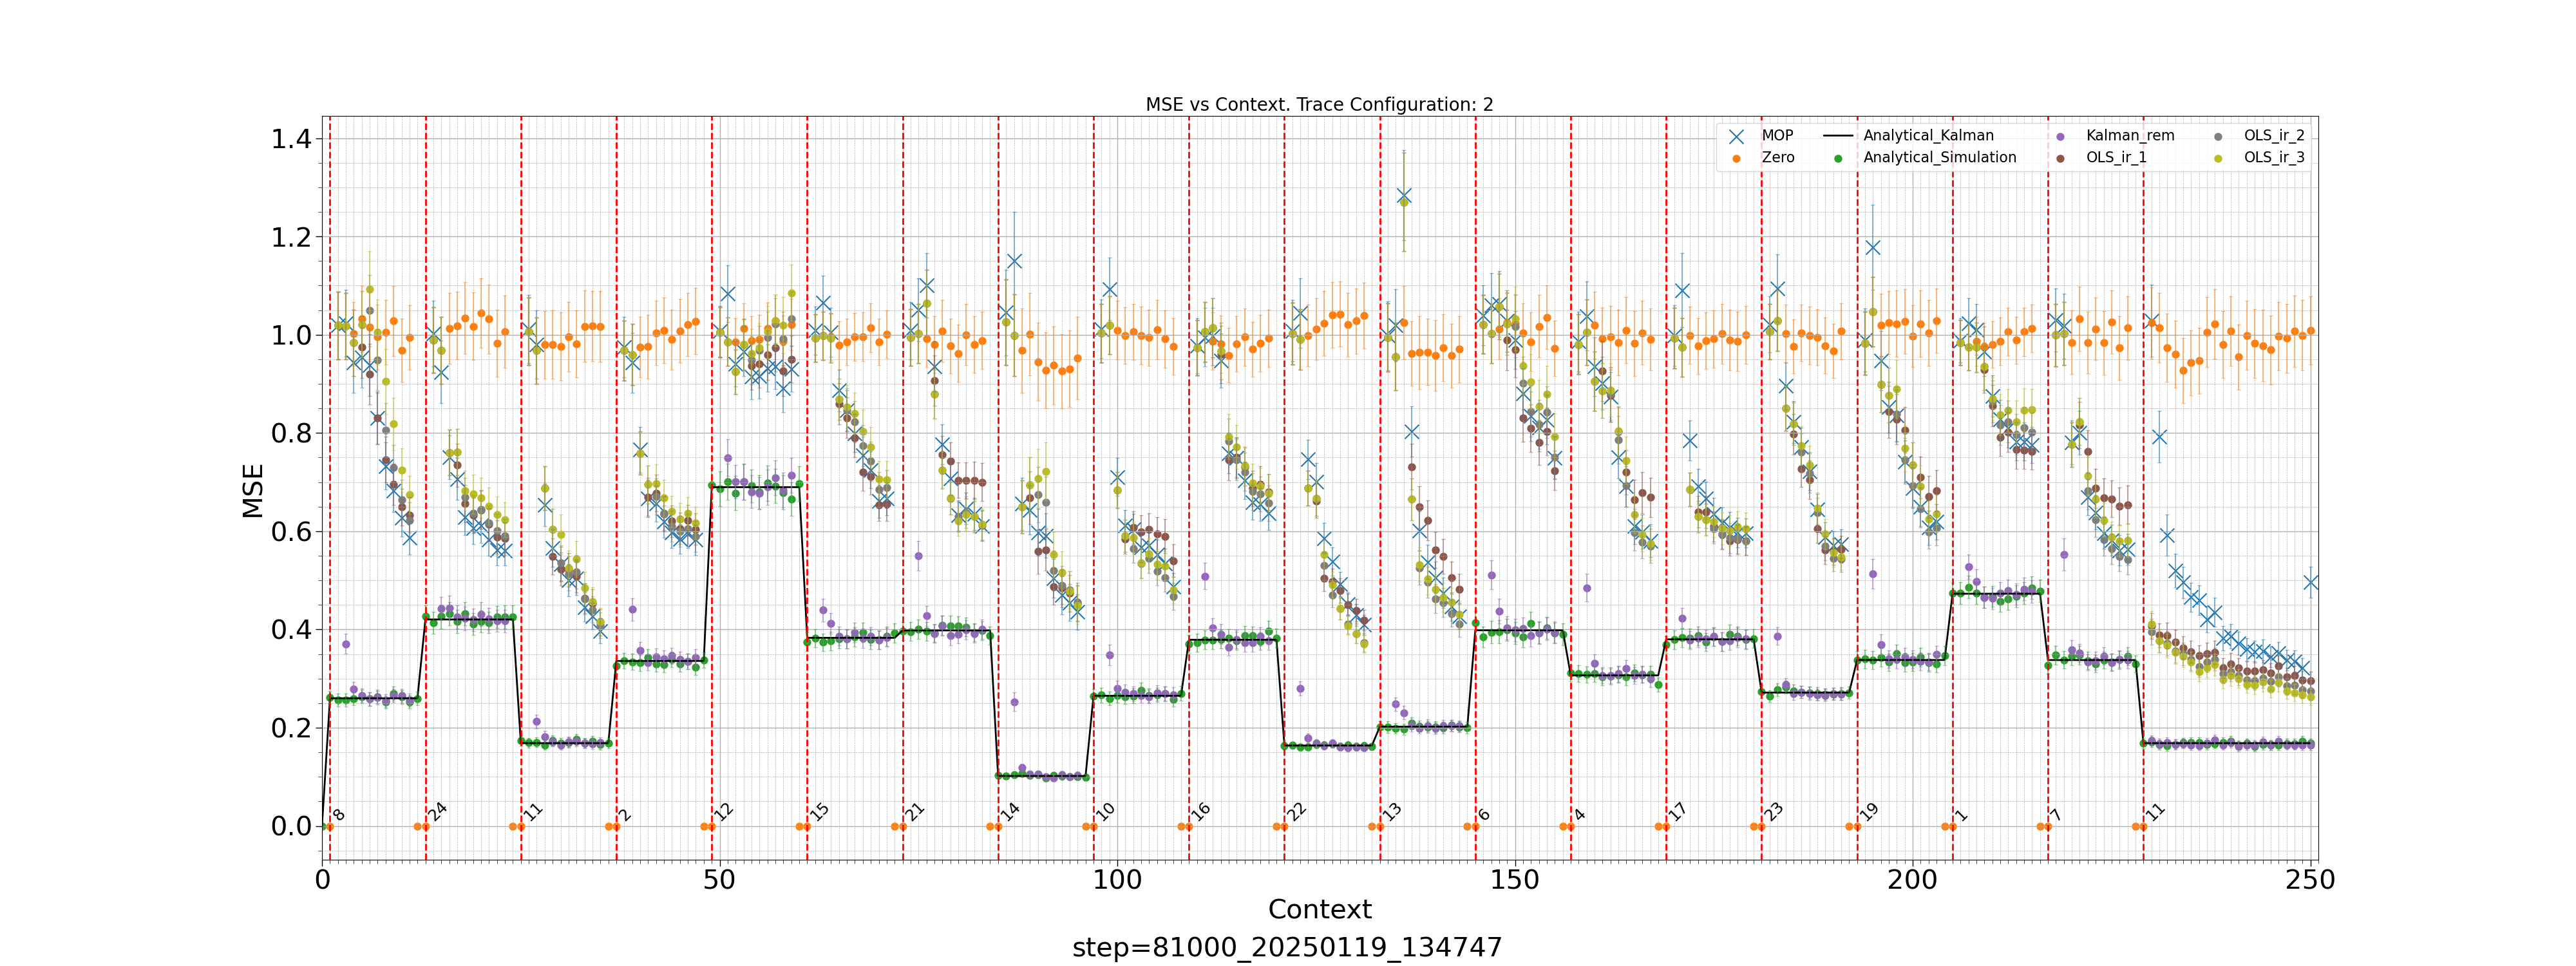 MSE vs Context. Trace Configuration: 2
MOP
Zero
Analytical_Kalman
Analytical_Simulation
Kalman_rem
OLS_ir_1
OLS_ir_2
OLS_ir_3
MSE
1.4
1.2
1.0
0.8
0.6
0.4
0.2
0.0
8 24 11 2 12 15 21 14 10 16 22 13 6 4 17 23 19 1 7 11
0 50 100 150 200 250
Context
step=81000_20250119_134747